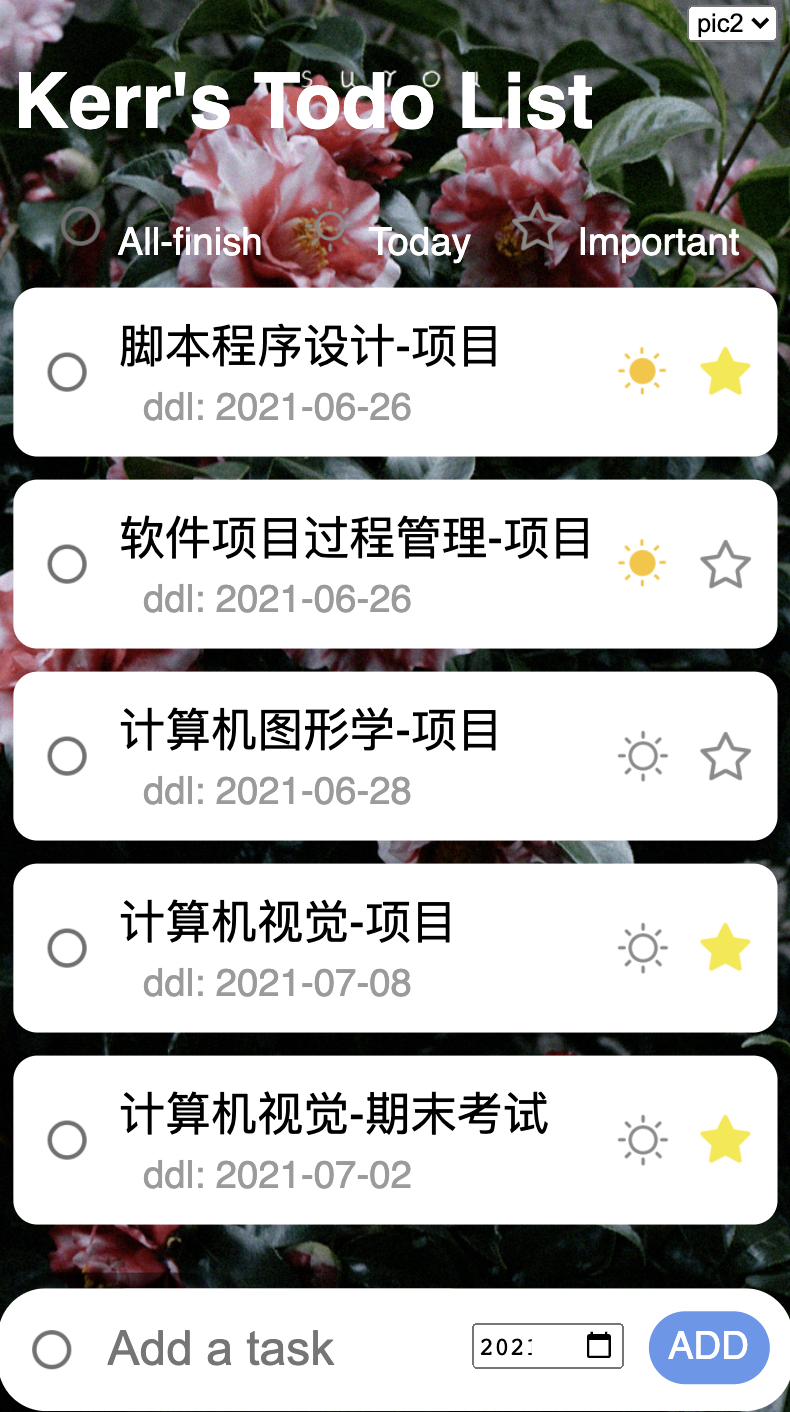 pic2
surou
Kerr's Todo List
All-finish Today Important
脚本程序设计-项目
ddl: 2021-06-26
软件项目过程管理-项目
ddl: 2021-06-26
计算机图形学-项目
ddl: 2021-06-28
计算机视觉-项目
ddl: 2021-07-08
计算机视觉-期末考试
ddl: 2021-07-02
Add a task 2021 ADD